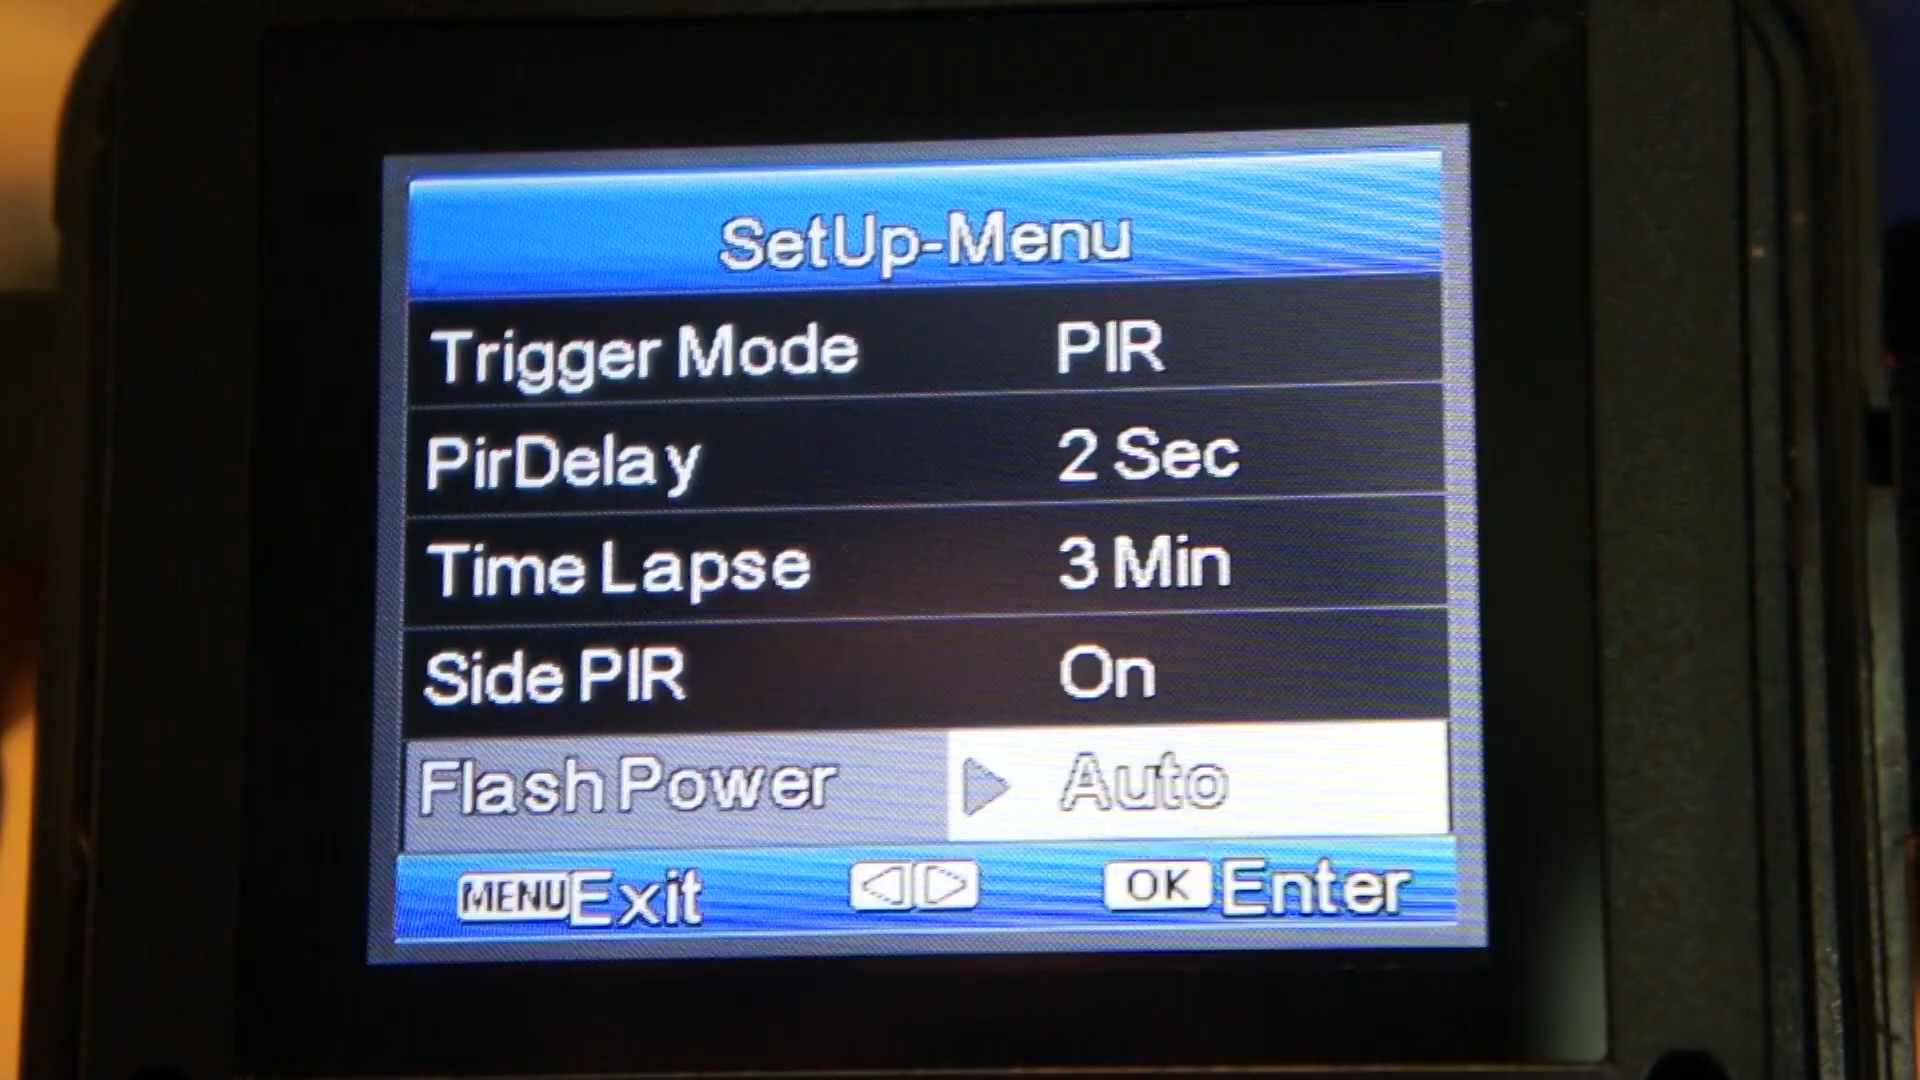 SetUp-Menu
Trigger Mode PIR
PirDelay 2 Sec
Time Lapse 3 Min
Side PIR On
Flash Power Auto
MENU Exit OK Enter